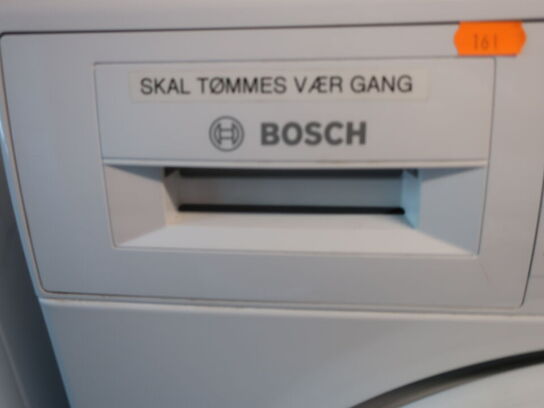 161
SKAL TØMMES VÆR GANG
BOSCH